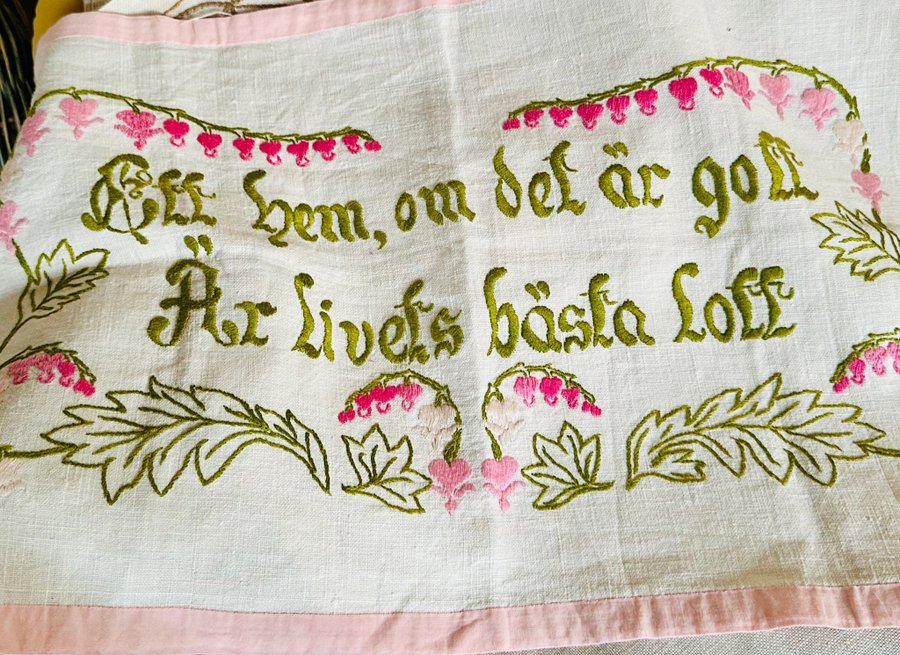 Ett hem, om det är gott
Är livets bästa lott